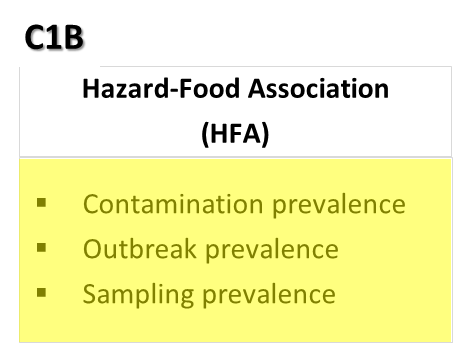 C1B
Hazard-Food Association
(HFA)
▪ Contamination prevalence
▪ Outbreak prevalence
▪ Sampling prevalence